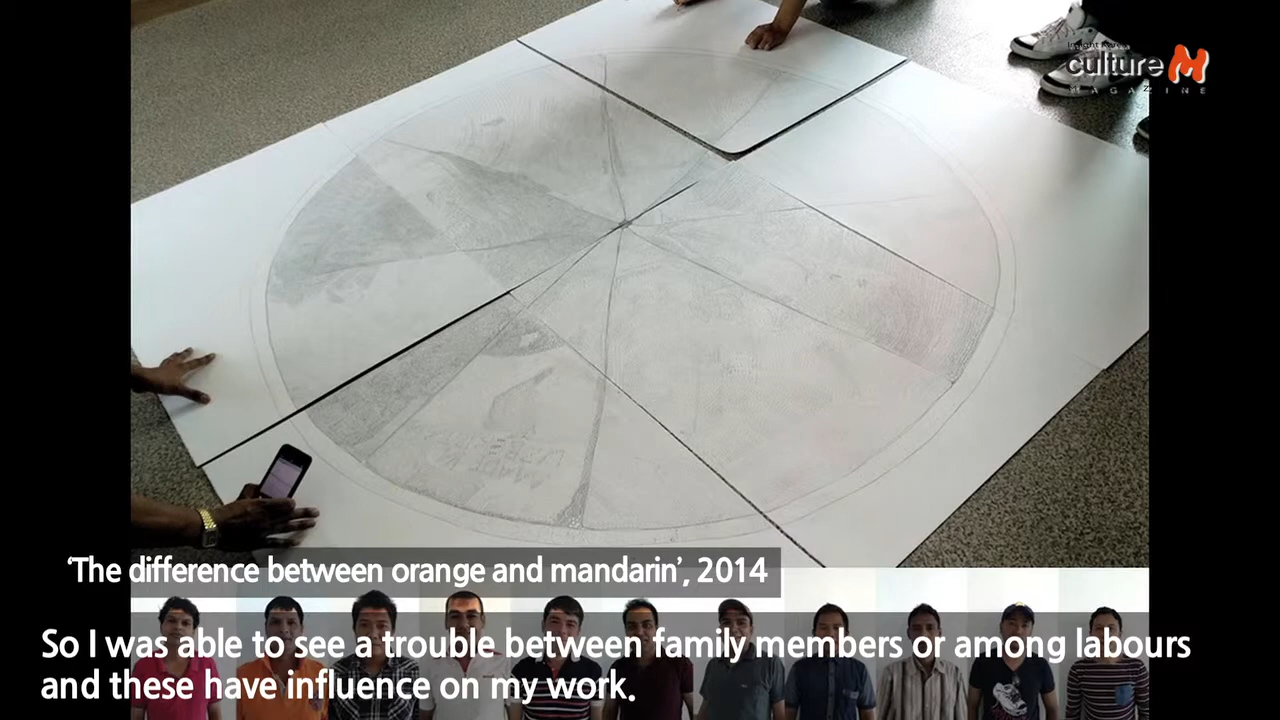 culture M
MAGAZINE
‘The difference between orange and mandarin’, 2014
So I was able to see a trouble between family members or among labours
and these have influence on my work.